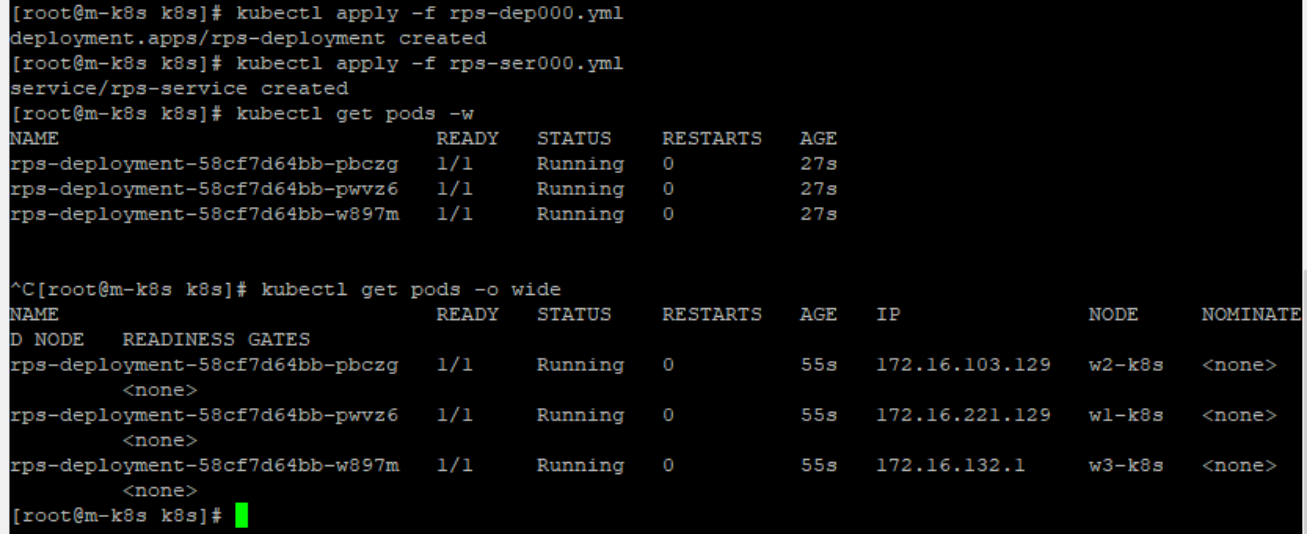 [root@m-k8s k8s]# kubectl apply -f rps-dep000.yml
deployment.apps/rps-deployment created
[root@m-k8s k8s]# kubectl apply -f rps-ser000.yml
service/rps-service created
[root@m-k8s k8s]# kubectl get pods -w
NAME                              READY   STATUS    RESTARTS   AGE
rps-deployment-58cf7d64bb-pbczg   1/1     Running   0          27s
rps-deployment-58cf7d64bb-pwvz6   1/1     Running   0          27s
rps-deployment-58cf7d64bb-w897m   1/1     Running   0          27s
^C[root@m-k8s k8s]# kubectl get pods -o wide
NAME                              READY   STATUS    RESTARTS   AGE   IP               NODE     NOMINATE
D NODE   READINESS GATES
rps-deployment-58cf7d64bb-pbczg   1/1     Running   0          55s   172.16.103.129   w2-k8s   <none>
         <none>
rps-deployment-58cf7d64bb-pwvz6   1/1     Running   0          55s   172.16.221.129   w1-k8s   <none>
         <none>
rps-deployment-58cf7d64bb-w897m   1/1     Running   0          55s   172.16.132.1     w3-k8s   <none>
         <none>
[root@m-k8s k8s]#